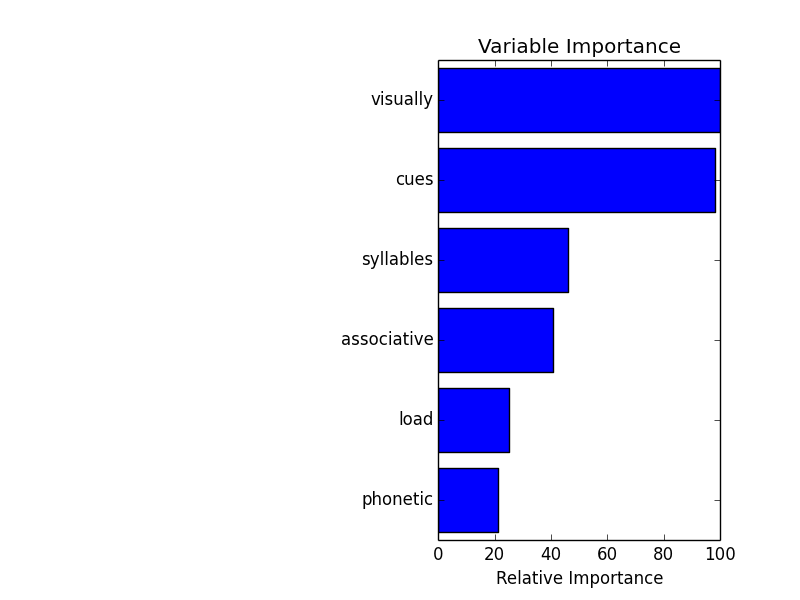 Variable Importance
visually
cues
syllables
associative
load
phonetic
0 20 40 60 80 100
Relative Importance